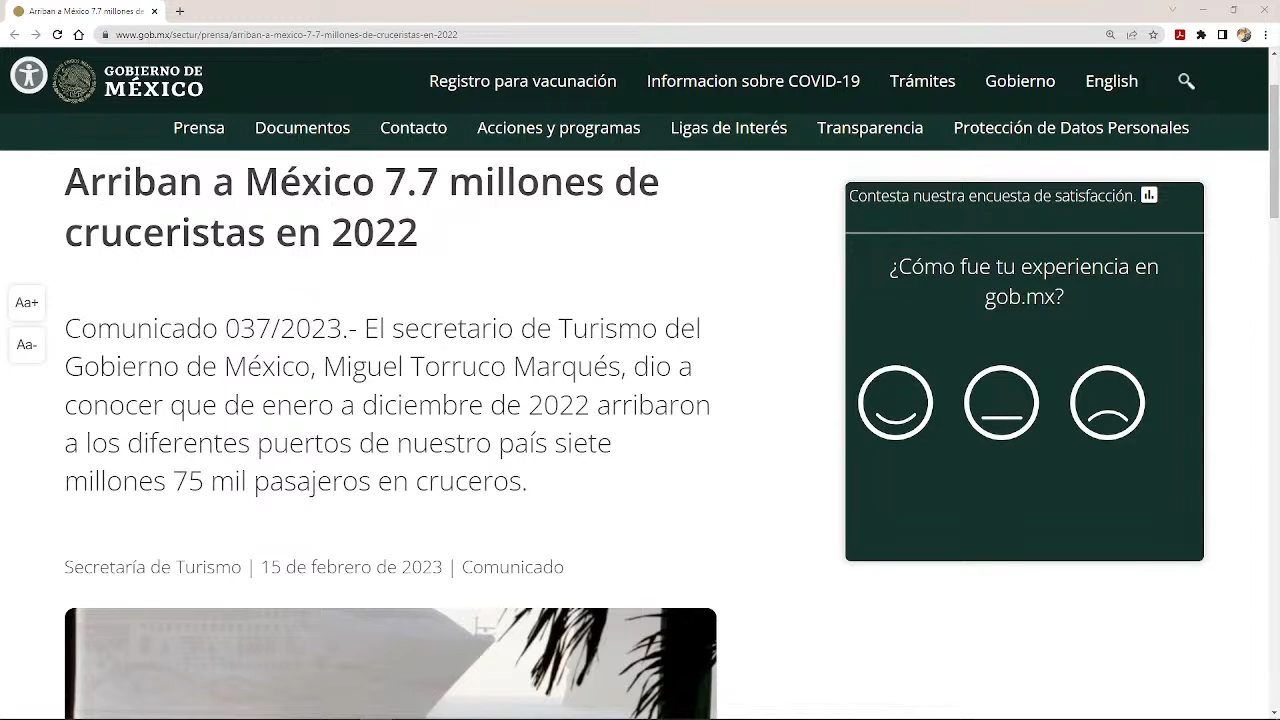 Arriban a México 7.7 millones de
www.gob.mx/sectur/prensa/arriban-a-mexico-7-7-millones-de-cruceristas-en-2022
GOBIERNO DE
MÉXICO
Registro para vacunación Informacion sobre COVID-19 Trámites Gobierno English
Prensa Documentos Contacto Acciones y programas Ligas de Interés Transparencia Protección de Datos Personales
Arriban a México 7.7 millones de
cruceristas en 2022
Aa+
Aa-
Comunicado 037/2023.- El secretario de Turismo del
Gobierno de México, Miguel Torruco Marqués, dio a
conocer que de enero a diciembre de 2022 arribaron
a los diferentes puertos de nuestro país siete
millones 75 mil pasajeros en cruceros.
Secretaría de Turismo | 15 de febrero de 2023 | Comunicado
Contesta nuestra encuesta de satisfacción.
¿Cómo fue tu experiencia en
gob.mx?